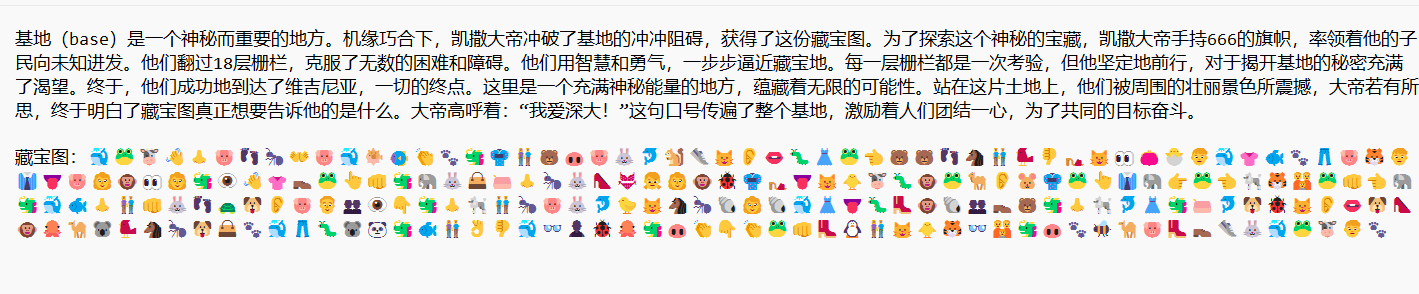 基地（base）是一个神秘而重要的地方。机缘巧合下，凯撒大帝冲破了基地的冲冲阻碍，获得了这份藏宝图。为了探索这个神秘的宝藏，凯撒大帝手持666的旗帜，率领着他的子
民向未知进发。他们翻过18层栅栏，克服了无数的困难和障碍。他们用智慧和勇气，一步步逼近藏宝地。每一层栅栏都是一次考验，但他坚定地前行，对于揭开基地的秘密充满
了渴望。终于，他们成功地到达了维吉尼亚，一切的终点。这里是一个充满神秘能量的地方，蕴藏着无限的可能性。站在这片土地上，他们被周围的壮丽景色所震撼，大帝若有所
思，终于明白了藏宝图真正想要告诉他的是什么。大帝高呼着：“我爱深大！”这句口号传遍了整个基地，激励着人们团结一心，为了共同的目标奋斗。
藏宝图：